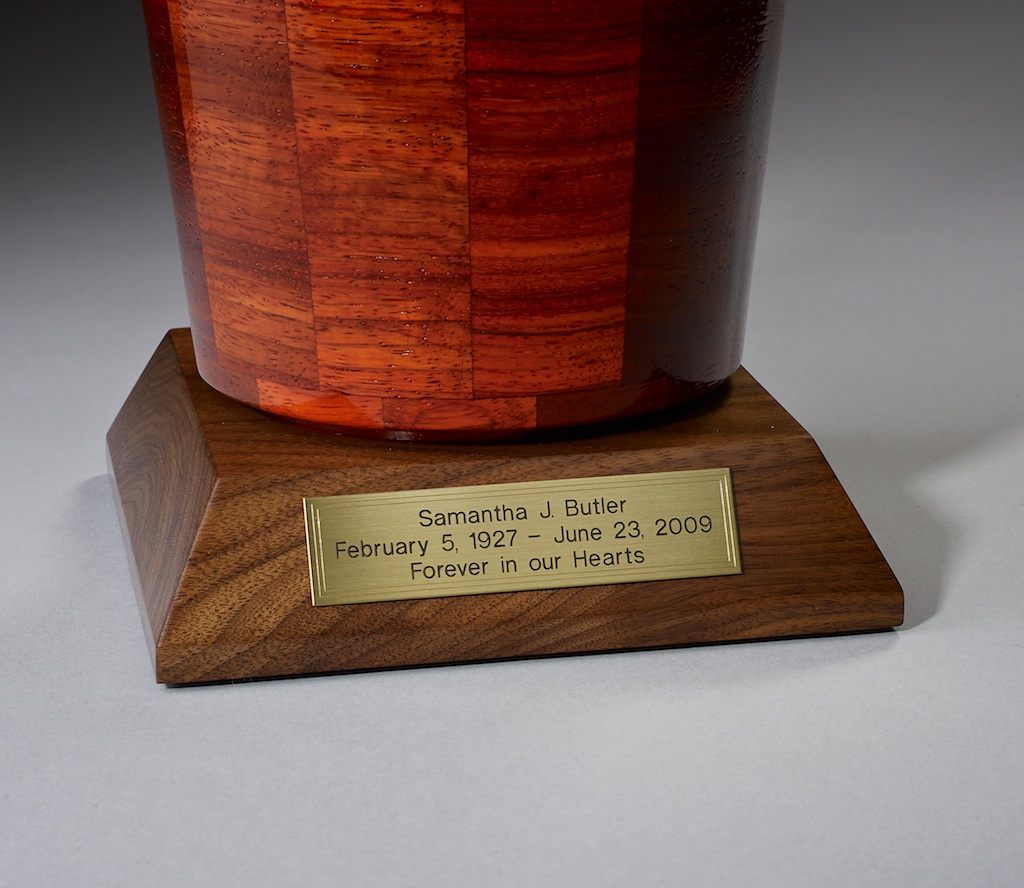 Samantha J. Butler
February 5, 1927 – June 23, 2009
Forever in our Hearts